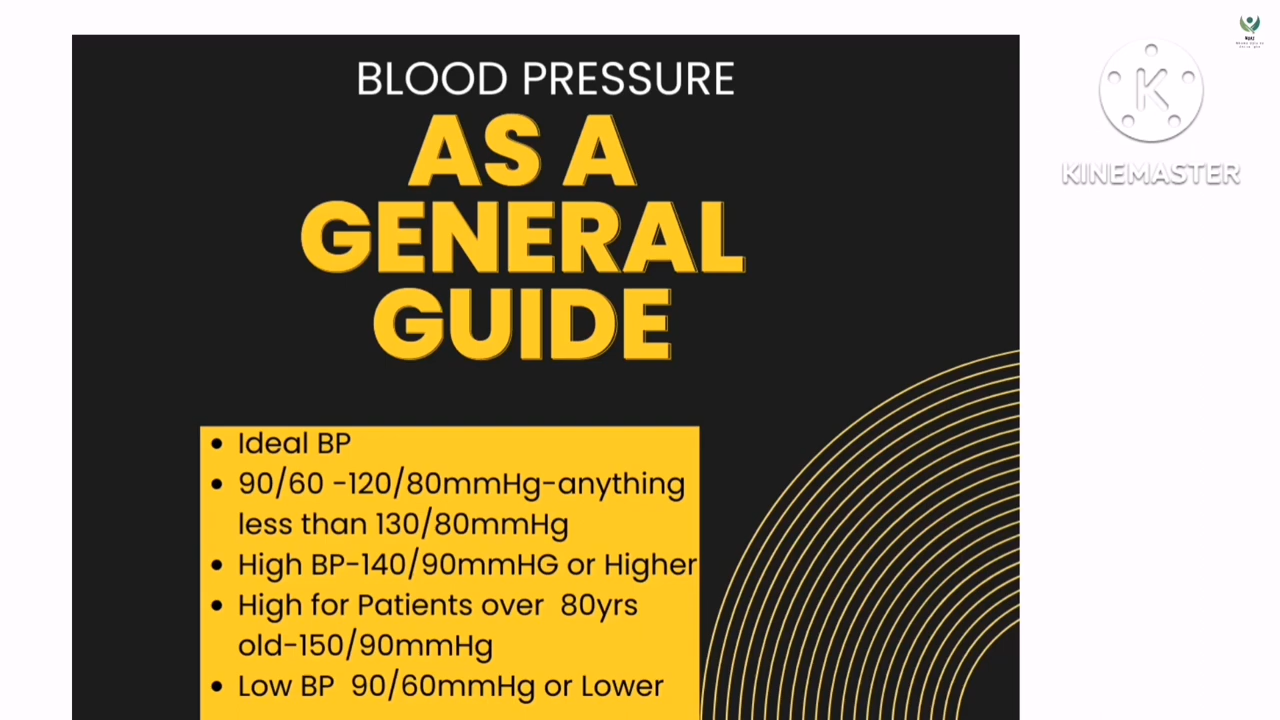 BLOOD PRESSURE
AS A
GENERAL
GUIDE
KINEMASTER
• Ideal BP
• 90/60 -120/80mmHg-anything
less than 130/80mmHg
• High BP-140/90mmHG or Higher
• High for Patients over 80yrs
old-150/90mmHg
• Low BP 90/60mmHg or Lower